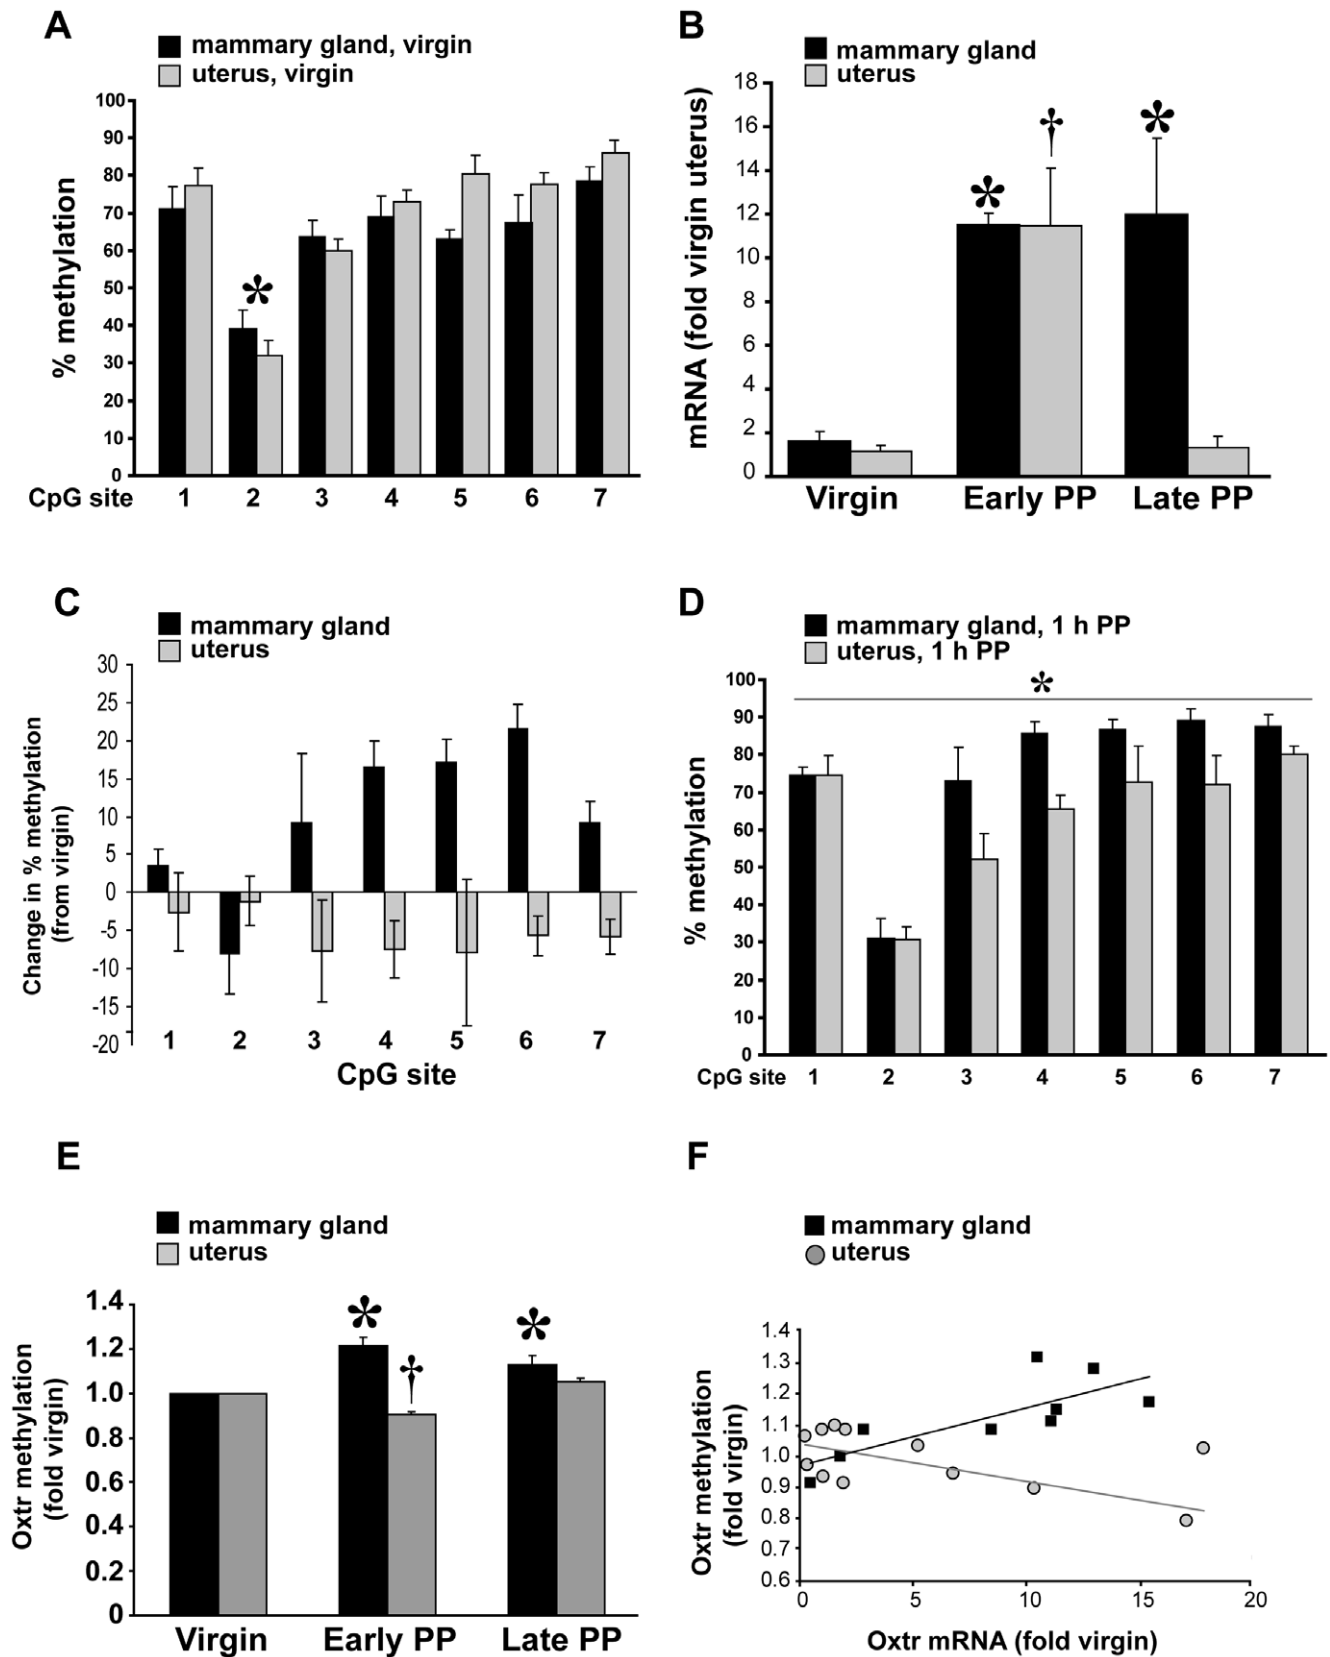 A
mammary gland, virgin
uterus, virgin
% methylation
100
90
80
70
60
50
40
30
20
10
0
*
CpG site 1 2 3 4 5 6 7
B
mammary gland
uterus
mRNA (fold virgin uterus)
18
16
14
12
10
8
6
4
2
0
* † *
Virgin Early PP Late PP
C
mammary gland
uterus
Change in % methylation
(from virgin)
30
25
20
15
10
5
0
-5
-10
-15
-20
1 2 3 4 5 6 7
CpG site
D
mammary gland, 1 h PP
uterus, 1 h PP
% methylation
*
100
90
80
70
60
50
40
30
20
10
0
CpG site 1 2 3 4 5 6 7
E
mammary gland
uterus
Oxtr methylation
(fold virgin)
1.4
1.2
1.0
0.8
0.6
0.4
0.2
0
* † *
Virgin Early PP Late PP
F
mammary gland
uterus
Oxtr methylation
(fold virgin)
1.4
1.3
1.2
1.1
1.0
0.9
0.8
0.7
0.6
0 5 10 15 20
Oxtr mRNA (fold virgin)